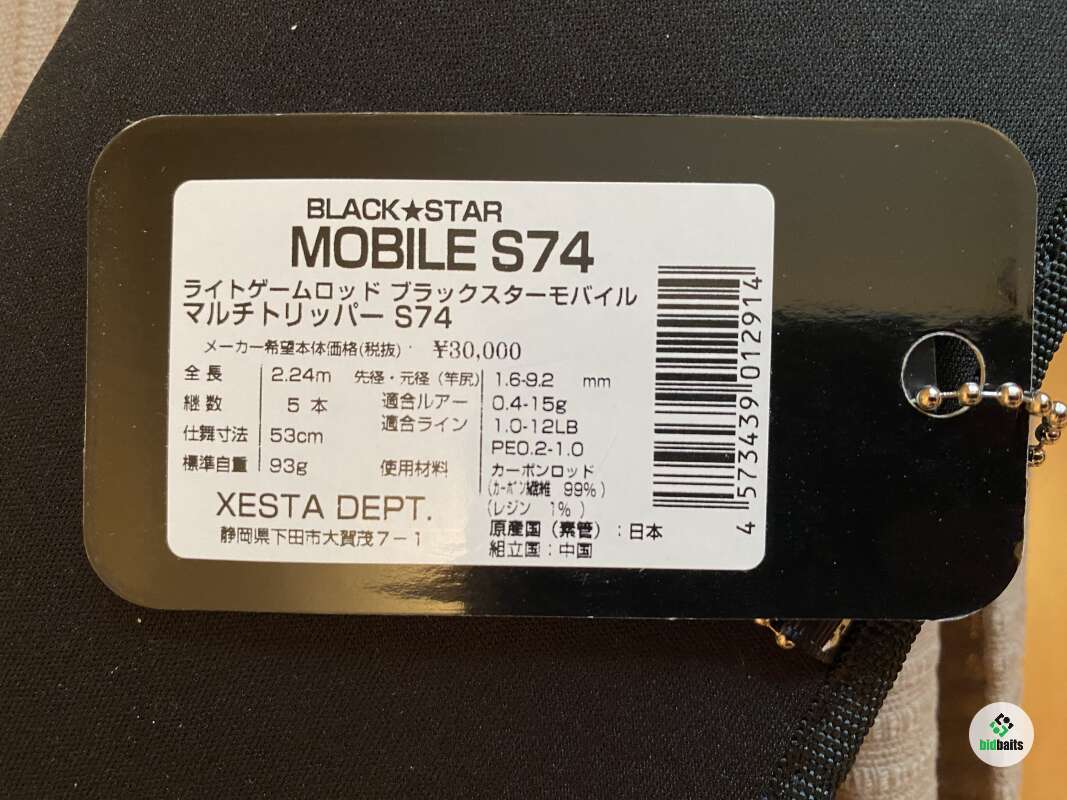 BLACK★STAR
MOBILE S74
ライトゲームロッド ブラックスターモバイル
マルチトリッパー S74
メーカー希望本体価格(税抜)・ ¥30,000
全長 2.24m
継数 5本
仕舞寸法 53cm
標準自重 93g
先径・元径(竿尻) 1.6-9.2 mm
適合ルアー 0.4-15g
適合ライン 1.0-12LB
PE0.2-1.0
使用材料 カーボンロッド
(カーボン繊維 99%)
(レジン 1%)
XESTA DEPT.
静岡県下田市大賀茂7-1
原産国(素管):日本
組立国:中国
4573439012914
bidbaits